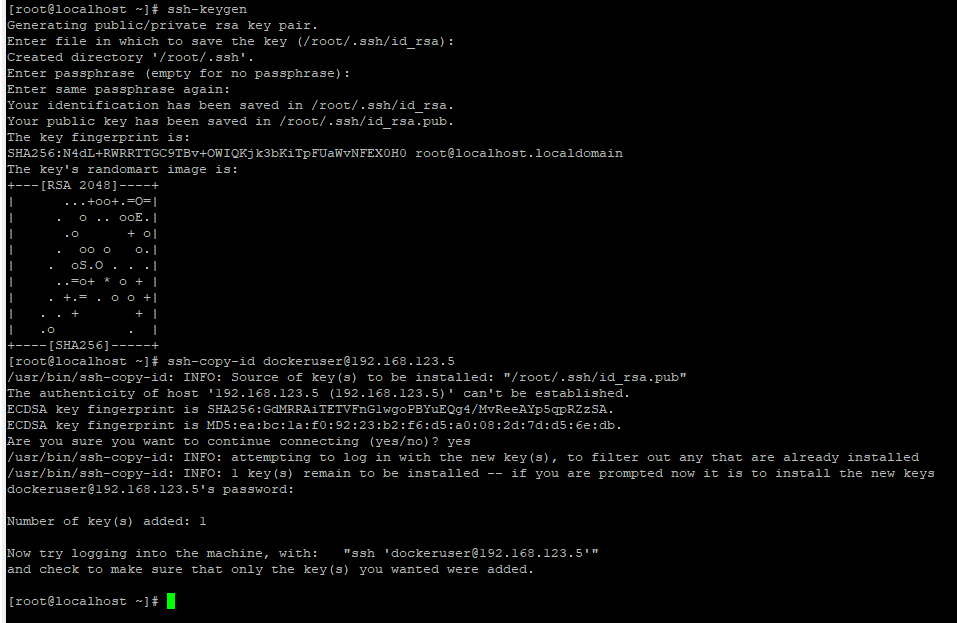 [root@localhost ~]# ssh-keygen
Generating public/private rsa key pair.
Enter file in which to save the key (/root/.ssh/id_rsa):
Created directory '/root/.ssh'.
Enter passphrase (empty for no passphrase):
Enter same passphrase again:
Your identification has been saved in /root/.ssh/id_rsa.
Your public key has been saved in /root/.ssh/id_rsa.pub.
The key fingerprint is:
SHA256:N4dL+RWRRTTGC9TBv+OWIQKjk3bKiTpFUaWvNFEX0H0 root@localhost.localdomain
The key's randomart image is:
+---[RSA 2048]----+
|      ...+oo+.=O=|
|     .  o .. ooE.|
|      .o      + o|
|     .  oo o   o.|
|    .  oS.O . . .|
|     ..=o+ * o + |
|    . +.= . o o +|
|   . . +       + |
|   .o         .  |
+----[SHA256]-----+
[root@localhost ~]# ssh-copy-id dockeruser@192.168.123.5
/usr/bin/ssh-copy-id: INFO: Source of key(s) to be installed: "/root/.ssh/id_rsa.pub"
The authenticity of host '192.168.123.5 (192.168.123.5)' can't be established.
ECDSA key fingerprint is SHA256:GdMRRAiTETVFnGlwgoPBYuEQg4/MvReeAYp5qpRZzSA.
ECDSA key fingerprint is MD5:ea:bc:1a:f0:92:23:b2:f6:d5:a0:08:2d:7d:d5:6e:db.
Are you sure you want to continue connecting (yes/no)? yes
/usr/bin/ssh-copy-id: INFO: attempting to log in with the new key(s), to filter out any that are already installed
/usr/bin/ssh-copy-id: INFO: 1 key(s) remain to be installed -- if you are prompted now it is to install the new keys
dockeruser@192.168.123.5's password:

Number of key(s) added: 1

Now try logging into the machine, with:   "ssh 'dockeruser@192.168.123.5'"
and check to make sure that only the key(s) you wanted were added.

[root@localhost ~]#